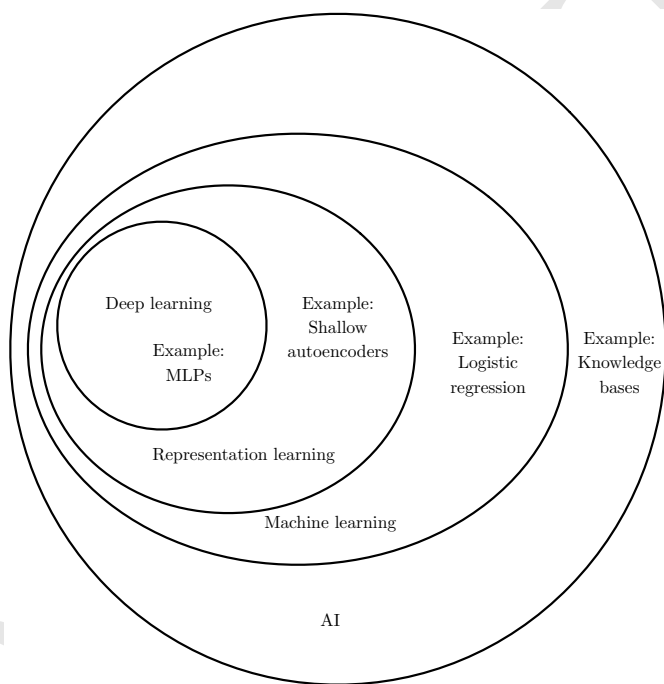 Deep learning
Example:
MLPs
Example:
Shallow
autoencoders
Example:
Logistic
regression
Example:
Knowledge
bases
Representation learning
Machine learning
AI